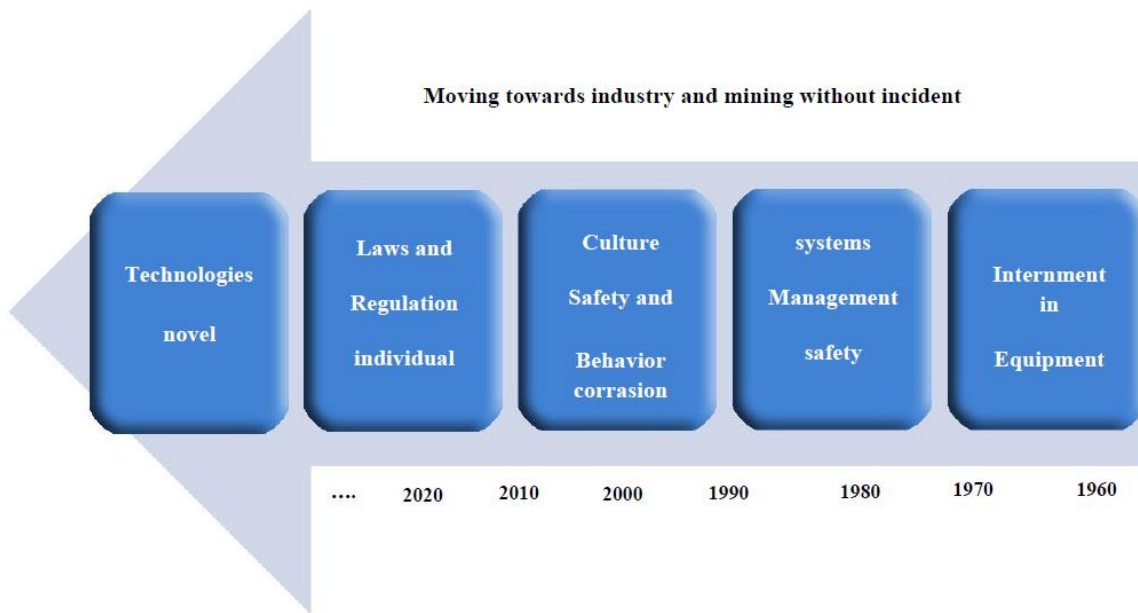 Moving towards industry and mining without incident
Technologies
novel
Laws and
Regulation
individual
Culture
Safety and
Behavior
corrasion
systems
Management
safety
Internment
in
Equipment
.... 2020 2010 2000 1990 1980 1970 1960